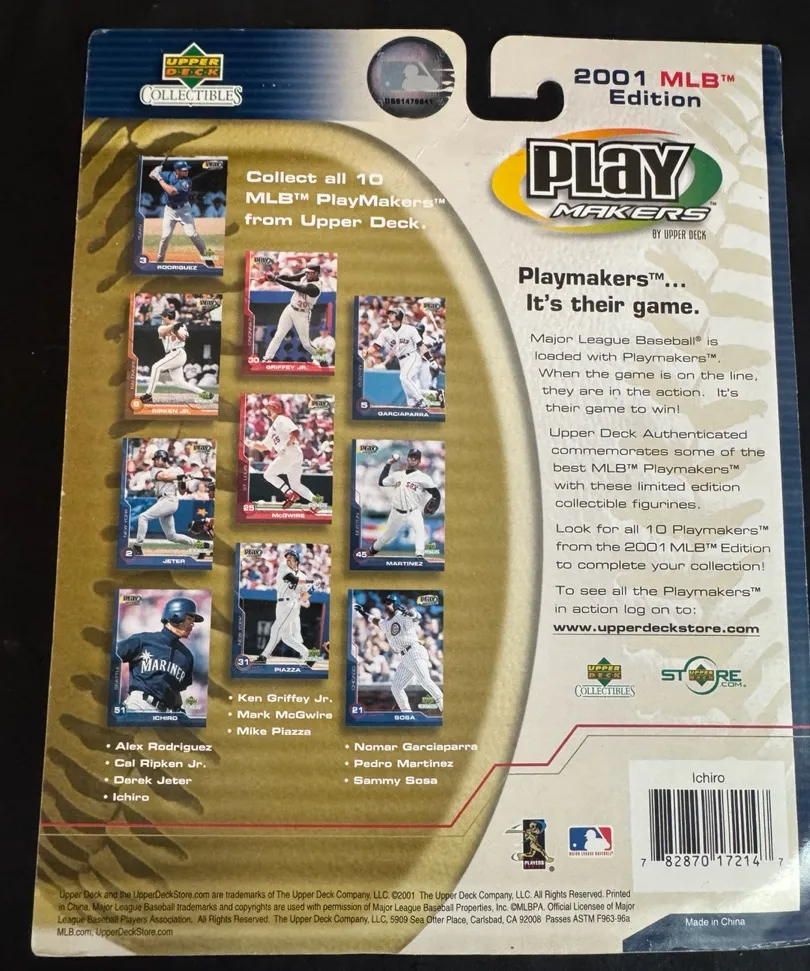 UPPER
DECK
COLLECTIBLES
2001 MLB™
Edition
PLAY
MAKERS™
BY UPPER DECK
Collect all 10
MLB™ PlayMakers™
from Upper Deck.
3 RODRIGUEZ
30 GRIFFEY JR.
RIPKEN JR.
5 GARCIAPARRA
25 McGWIRE
2 JETER
45 MARTINEZ
31 PIAZZA
MARINER
51 ICHIRO
21 SOSA
• Ken Griffey Jr.
• Mark McGwire
• Mike Piazza
• Alex Rodriguez
• Cal Ripken Jr.
• Derek Jeter
• Ichiro
• Nomar Garciaparra
• Pedro Martinez
• Sammy Sosa
Playmakers™...
It's their game.
Major League Baseball® is
loaded with Playmakers™.
When the game is on the line,
they are in the action. It's
their game to win!
Upper Deck Authenticated
commemorates some of the
best MLB™ Playmakers™
with these limited edition
collectible figurines.
Look for all 10 Playmakers™
from the 2001 MLB™ Edition
to complete your collection!
To see all the Playmakers™
in action log on to:
www.upperdeckstore.com
UPPER
DECK
COLLECTIBLES
STORE
.COM™
PLAYERS
MAJOR LEAGUE BASEBALL
Ichiro
7 82870 17214 7
Made in China
Upper Deck and the UpperDeckStore.com are trademarks of The Upper Deck Company, LLC. ©2001 The Upper Deck Company, LLC. All Rights Reserved. Printed
in China. Major League Baseball trademarks and copyrights are used with permission of Major League Baseball Properties, Inc. ©MLBPA. Official Licensee of Major
League Baseball Players Association. All Rights Reserved. The Upper Deck Company, LLC, 5909 Sea Otter Place, Carlsbad, CA 92008 Passes ASTM F963-96a
MLB.com, UpperDeckStore.com